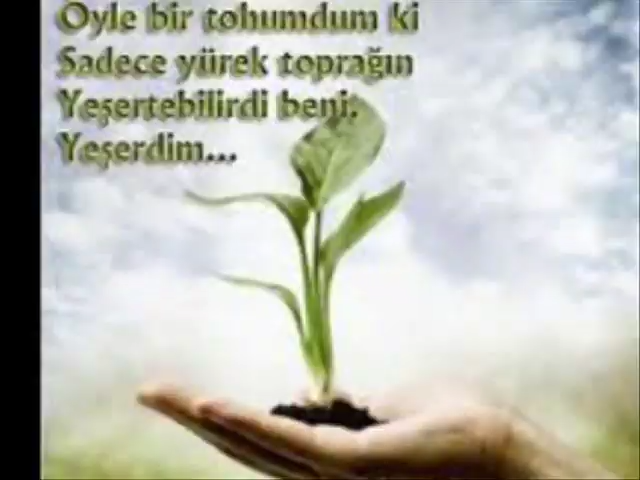 Öyle bir tohumdum ki
Sadece yürek toprağın
Yeşertebilirdi beni.
Yeşerdim...